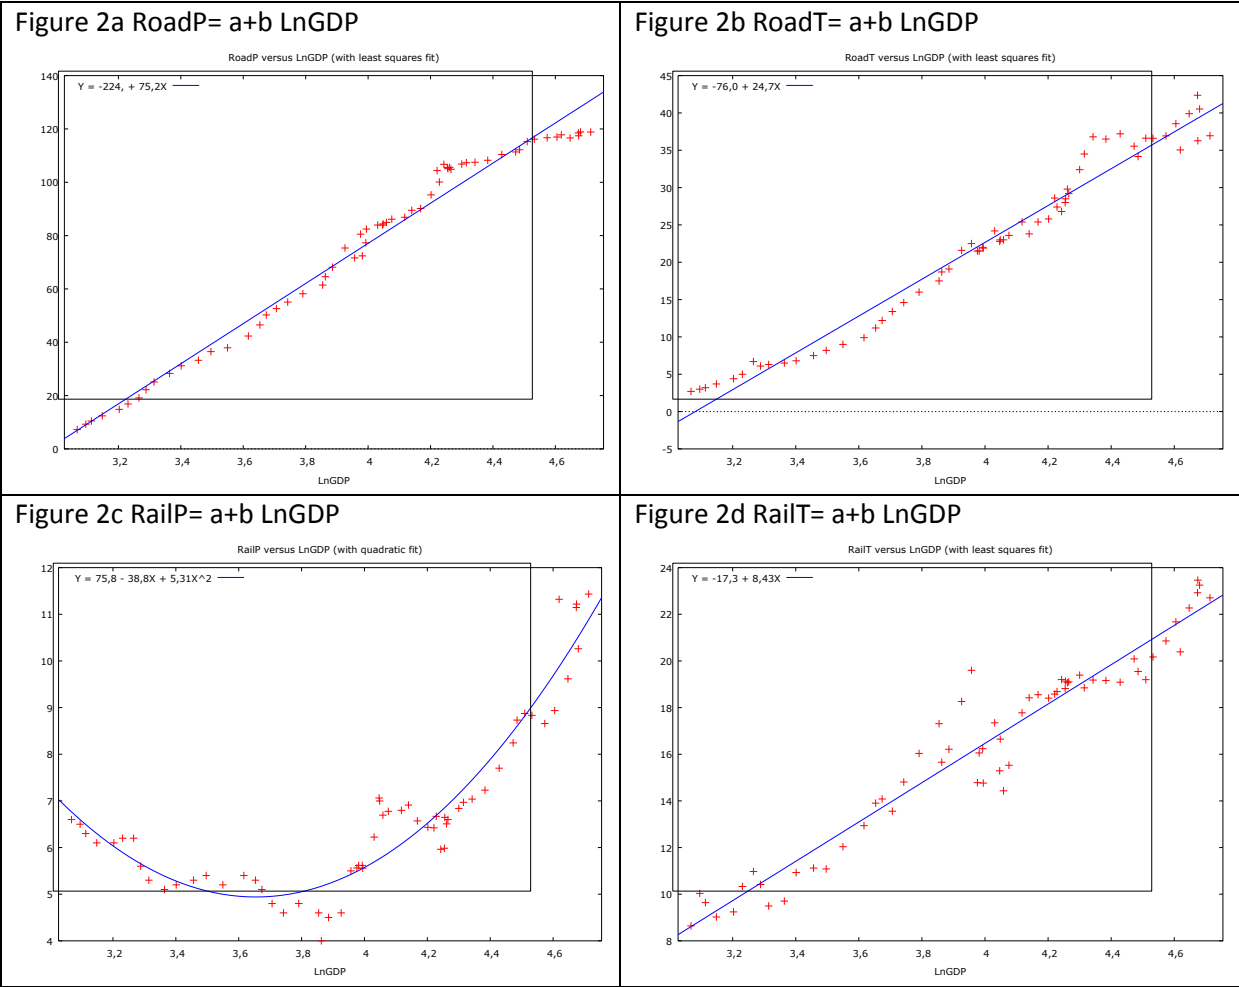 Figure 2a RoadP= a+b LnGDP
RoadP versus LnGDP (with least squares fit)
Y = -224, + 75,2X
140
120
100
80
60
40
20
0
3,2 3,4 3,6 3,8 4 4,2 4,4 4,6
LnGDP
Figure 2b RoadT= a+b LnGDP
RoadT versus LnGDP (with least squares fit)
Y = -76,0 + 24,7X
45
40
35
30
25
20
15
10
5
0
-5
3,2 3,4 3,6 3,8 4 4,2 4,4 4,6
LnGDP
Figure 2c RailP= a+b LnGDP
RailP versus LnGDP (with quadratic fit)
Y = 75,8 - 38,8X + 5,31X^2
12
11
10
9
8
7
6
5
4
3,2 3,4 3,6 3,8 4 4,2 4,4 4,6
LnGDP
Figure 2d RailT= a+b LnGDP
RailT versus LnGDP (with least squares fit)
Y = -17,3 + 8,43X
24
22
20
18
16
14
12
10
8
3,2 3,4 3,6 3,8 4 4,2 4,4 4,6
LnGDP